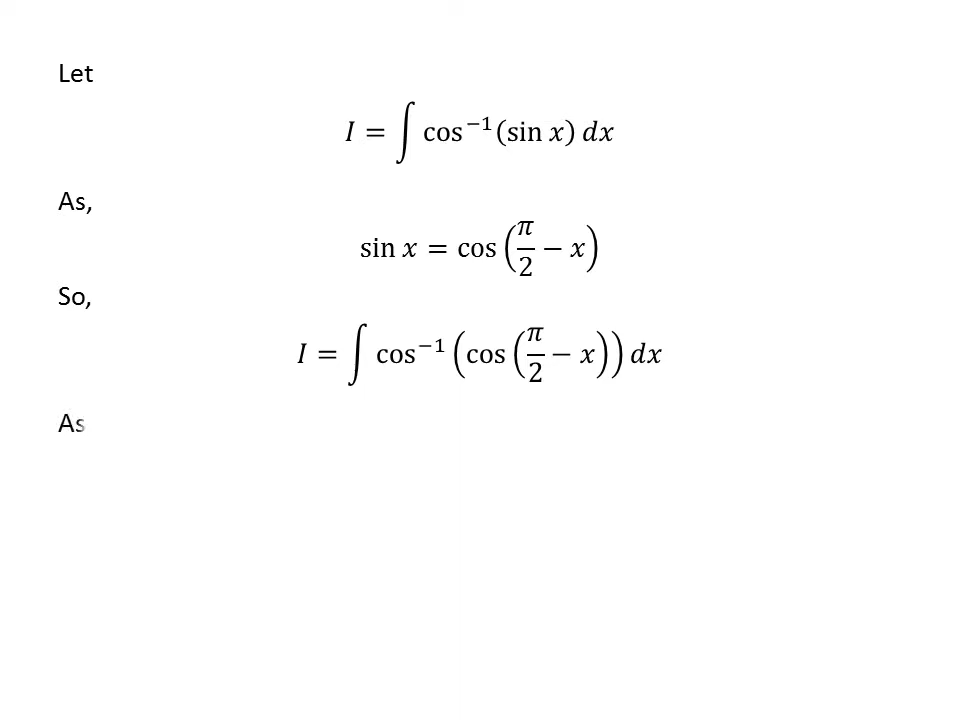 Let
𝐼 = ∫ cos⁻¹(sin 𝑥) 𝑑𝑥
As,
sin 𝑥 = cos (π/2 − 𝑥)
So,
𝐼 = ∫ cos⁻¹ (cos (π/2 − 𝑥)) 𝑑𝑥
As